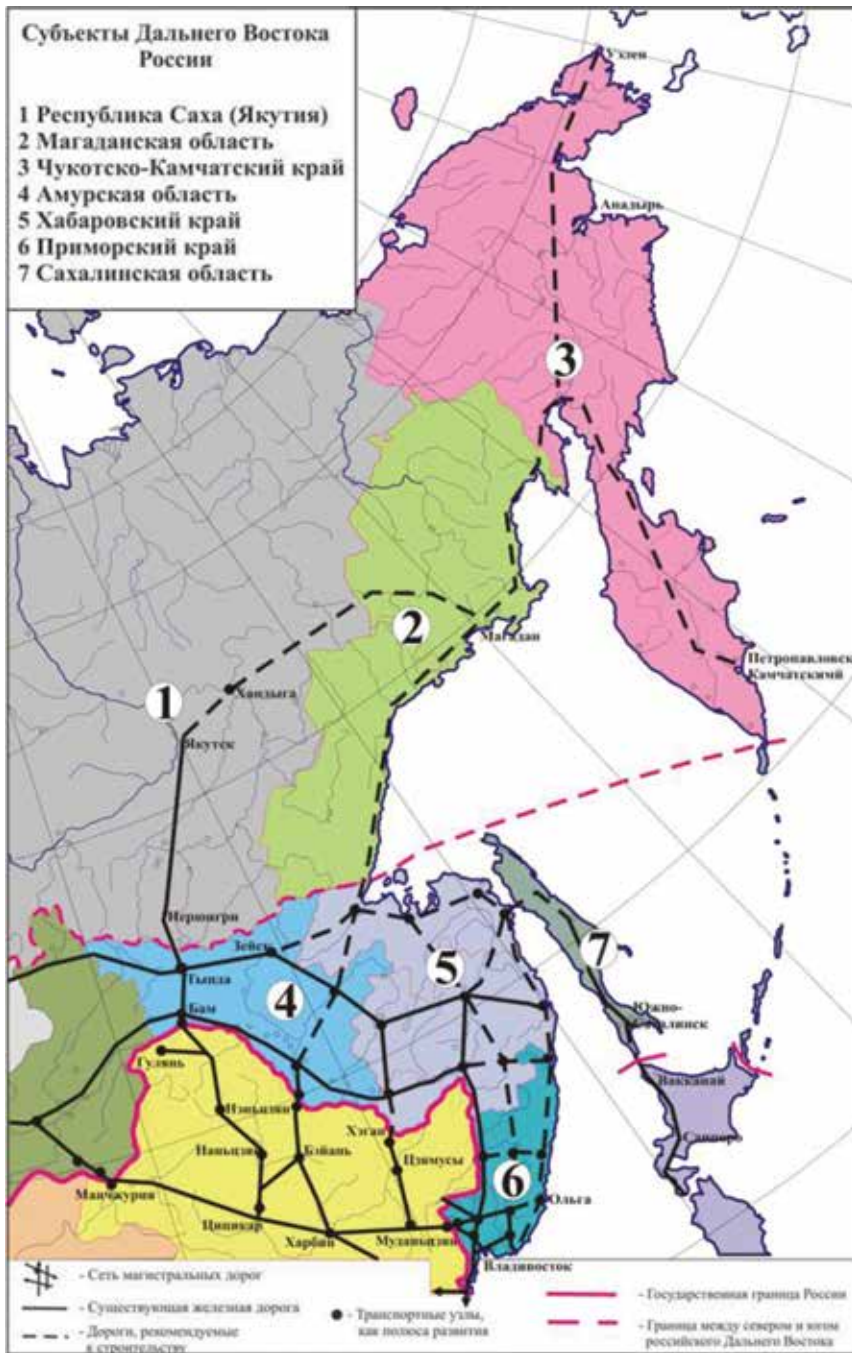 Субъекты Дальнего Востока
России
1 Республика Саха (Якутия)
2 Магаданская область
3 Чукотско-Камчатский край
4 Амурская область
5 Хабаровский край
6 Приморский край
7 Сахалинская область
Уэлен
Анадырь
3
2
Магадан
Петропавловск
Камчатскимй
1
Хандыга
Якутск
Нерюнгри
Зейск
Тында
4
5
7
Южно-
Сахалинск
Бам
Гулянь
Вакканай
Нэньцзян
Хэган
Саппоро
Наньцзин
Бэйань
Цзямусы
6
Манчжурия
Ольга
Цицикар
Харбин
Муданьцзян
Владивосток
- Сеть магистральных дорог
- Государственная граница России
- Существующая железная дорога
- Транспортные узлы,
как полюса развития
- Дороги, рекомендуемые
к строительству
- Граница между севером и югом
российского Дальнего Востока